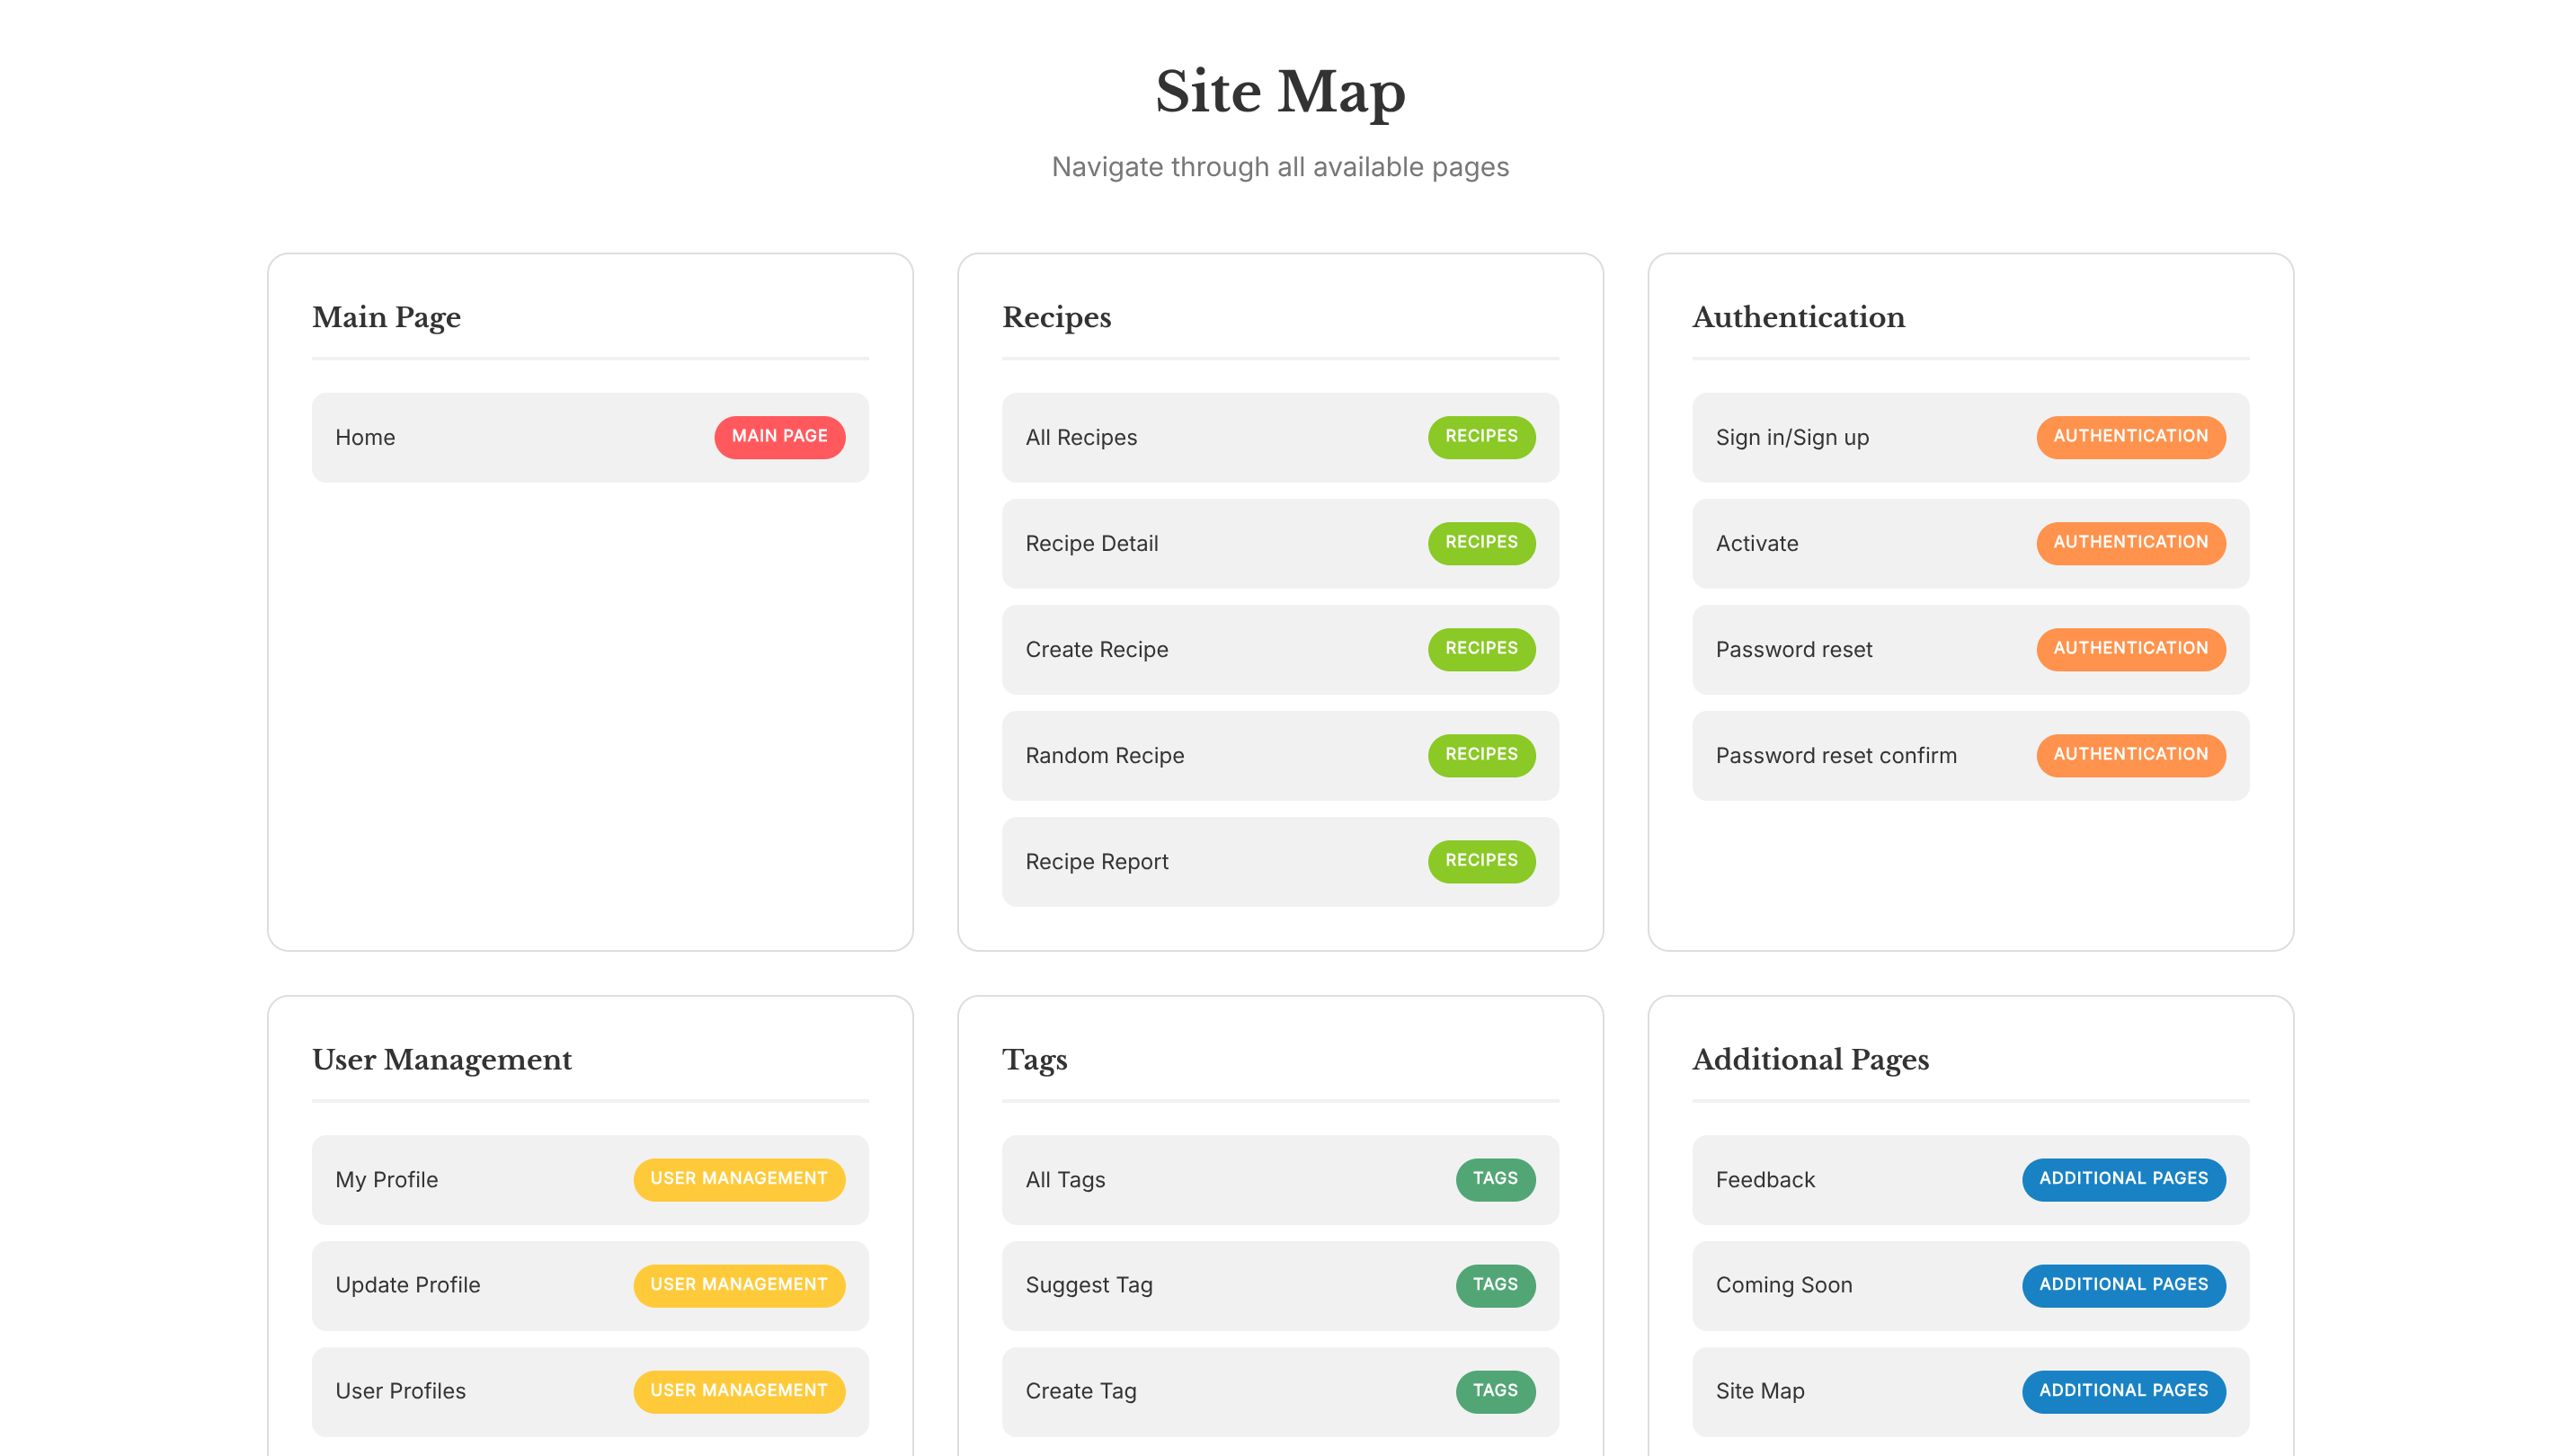 Site Map
Navigate through all available pages
Main Page
Home MAIN PAGE
Recipes
All Recipes RECIPES
Recipe Detail RECIPES
Create Recipe RECIPES
Random Recipe RECIPES
Recipe Report RECIPES
Authentication
Sign in/Sign up AUTHENTICATION
Activate AUTHENTICATION
Password reset AUTHENTICATION
Password reset confirm AUTHENTICATION
User Management
My Profile USER MANAGEMENT
Update Profile USER MANAGEMENT
User Profiles USER MANAGEMENT
Tags
All Tags TAGS
Suggest Tag TAGS
Create Tag TAGS
Additional Pages
Feedback ADDITIONAL PAGES
Coming Soon ADDITIONAL PAGES
Site Map ADDITIONAL PAGES